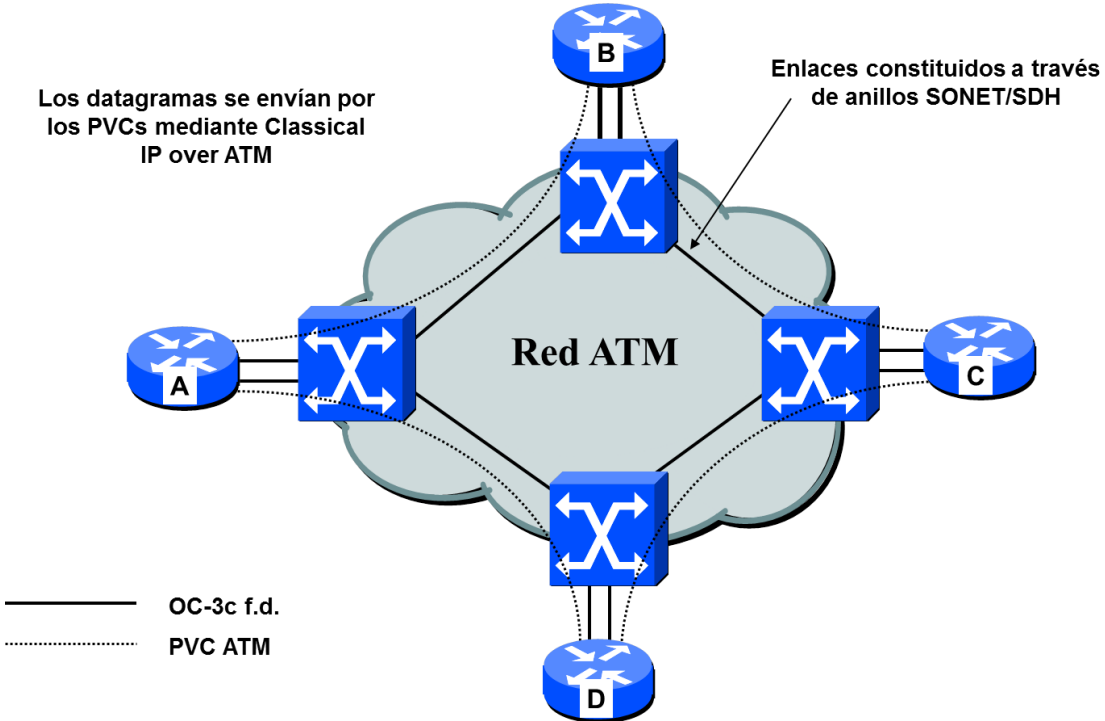 B
Enlaces constituidos a través
de anillos SONET/SDH
Los datagramas se envían por
los PVCs mediante Classical
IP over ATM
Red ATM
A
C
OC-3c f.d.
PVC ATM
D